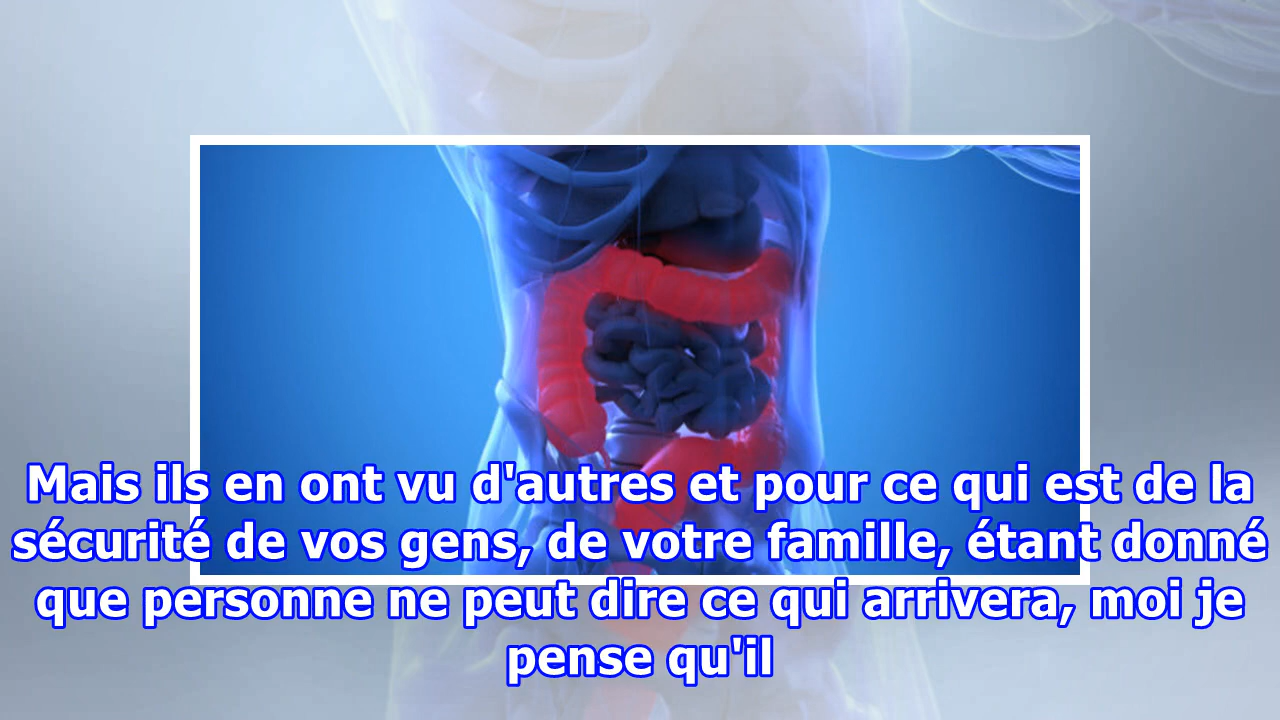 Mais ils en ont vu d'autres et pour ce qui est de la
sécurité de vos gens, de votre famille, étant donné
que personne ne peut dire ce qui arrivera, moi je
pense qu'il